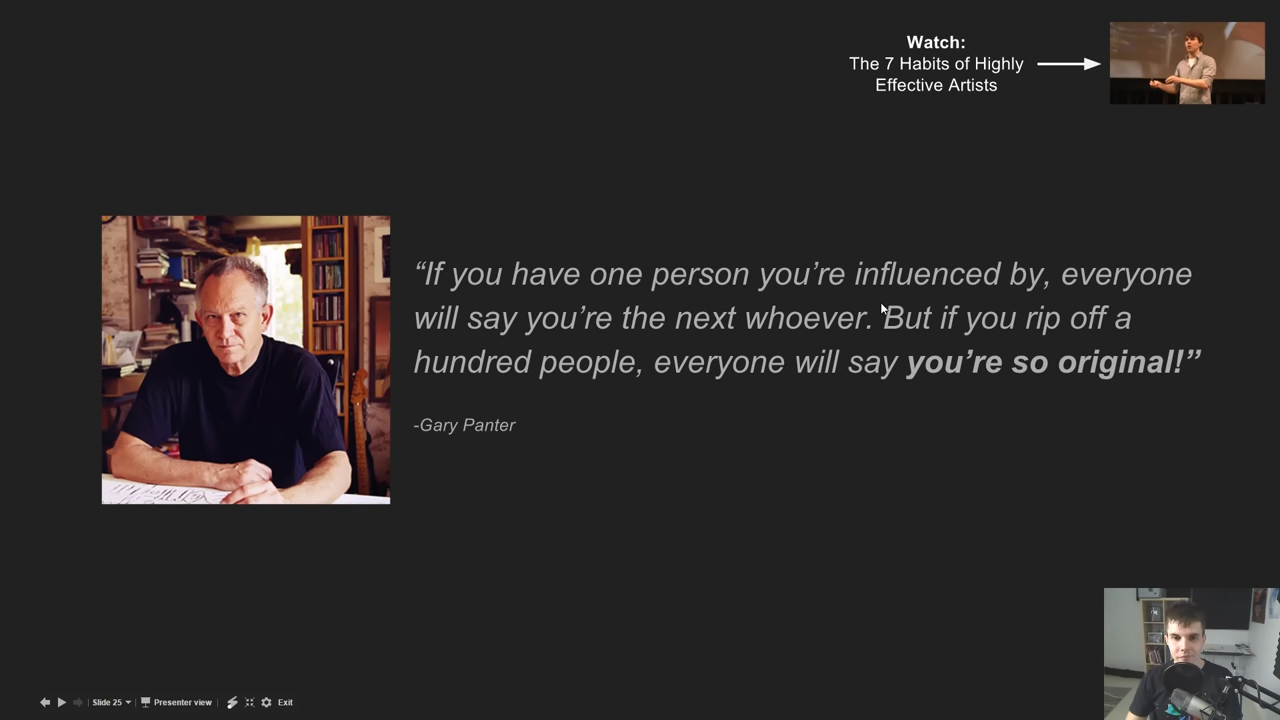 Watch:
The 7 Habits of Highly
Effective Artists
“If you have one person you’re influenced by, everyone
will say you’re the next whoever. But if you rip off a
hundred people, everyone will say you’re so original!”
-Gary Panter
Slide 25
Presenter view
Exit